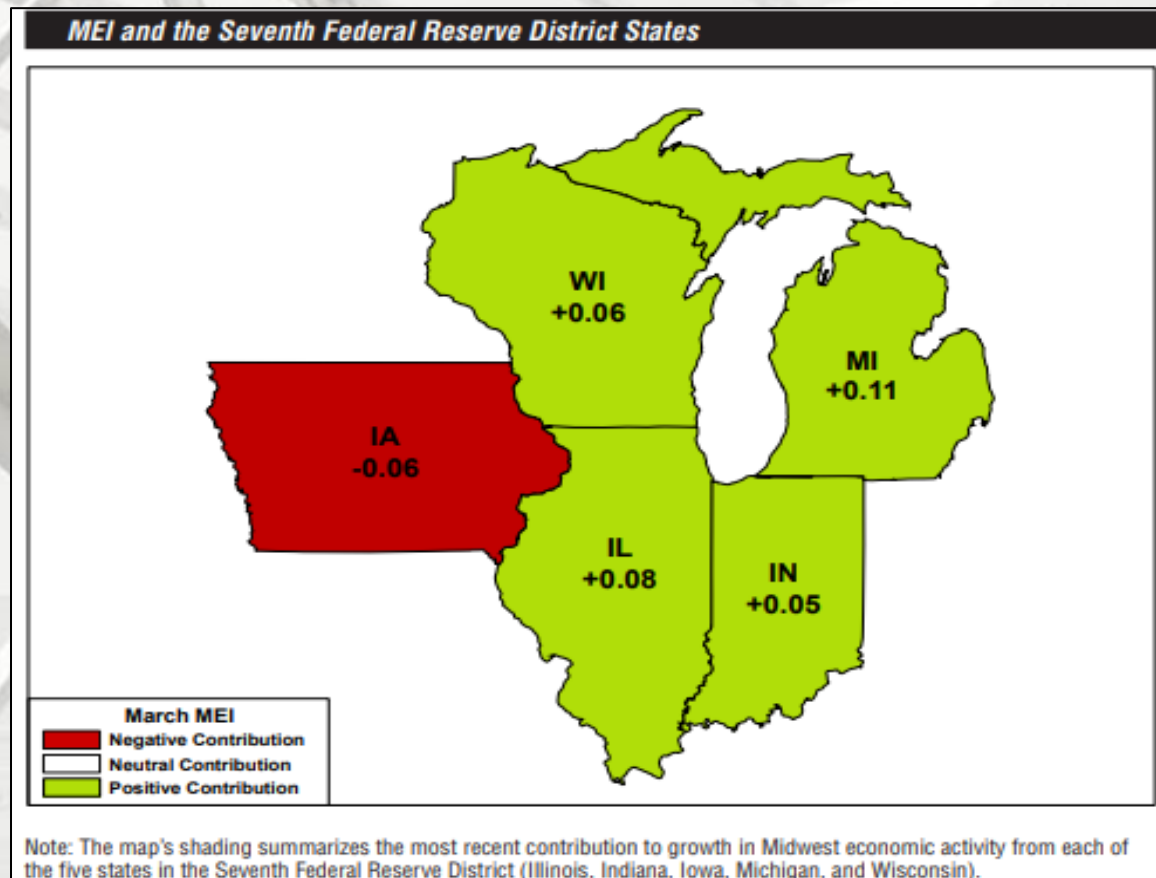 MEI and the Seventh Federal Reserve District States
WI
+0.06
MI
+0.11
IA
-0.06
IL
+0.08
IN
+0.05
March MEI
Negative Contribution
Neutral Contribution
Positive Contribution
Note: The map's shading summarizes the most recent contribution to growth in Midwest economic activity from each of
the five states in the Seventh Federal Reserve District (Illinois, Indiana, Iowa, Michigan, and Wisconsin).